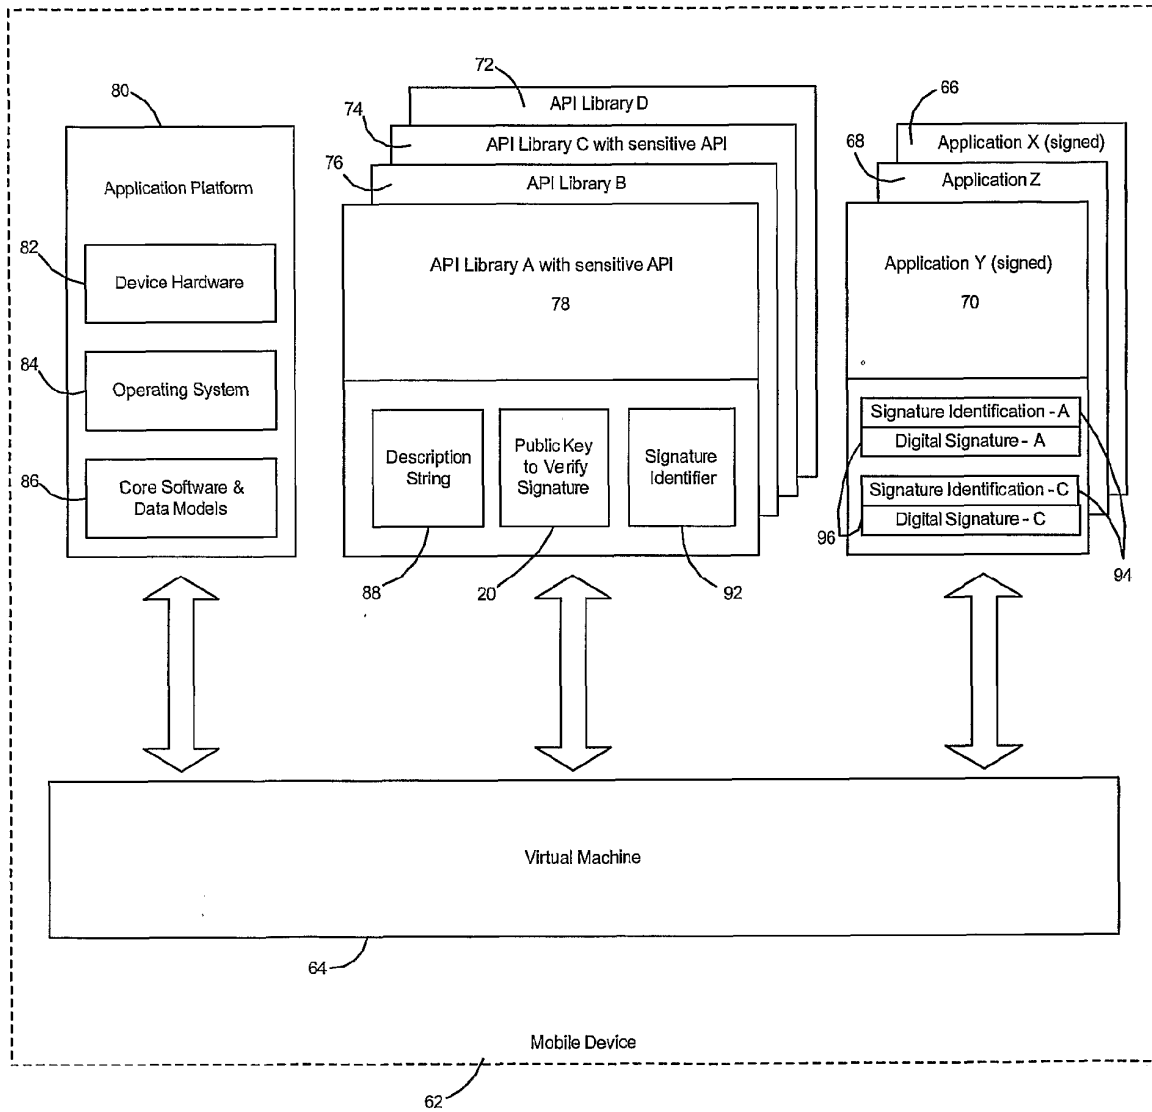 80
Application Platform
82
Device Hardware
84
Operating System
86
Core Software &
Data Models
72
API Library D
74
API Library C with sensitive API
76
API Library B
API Library A with sensitive API
78
Description
String
Public Key
to Verify
Signature
Signature
Identifier
88
20
92
66
Application X (signed)
68
Application Z
Application Y (signed)
70
Signature Identification - A
Digital Signature - A
Signature Identification - C
Digital Signature - C
96
94
Virtual Machine
64
Mobile Device
62